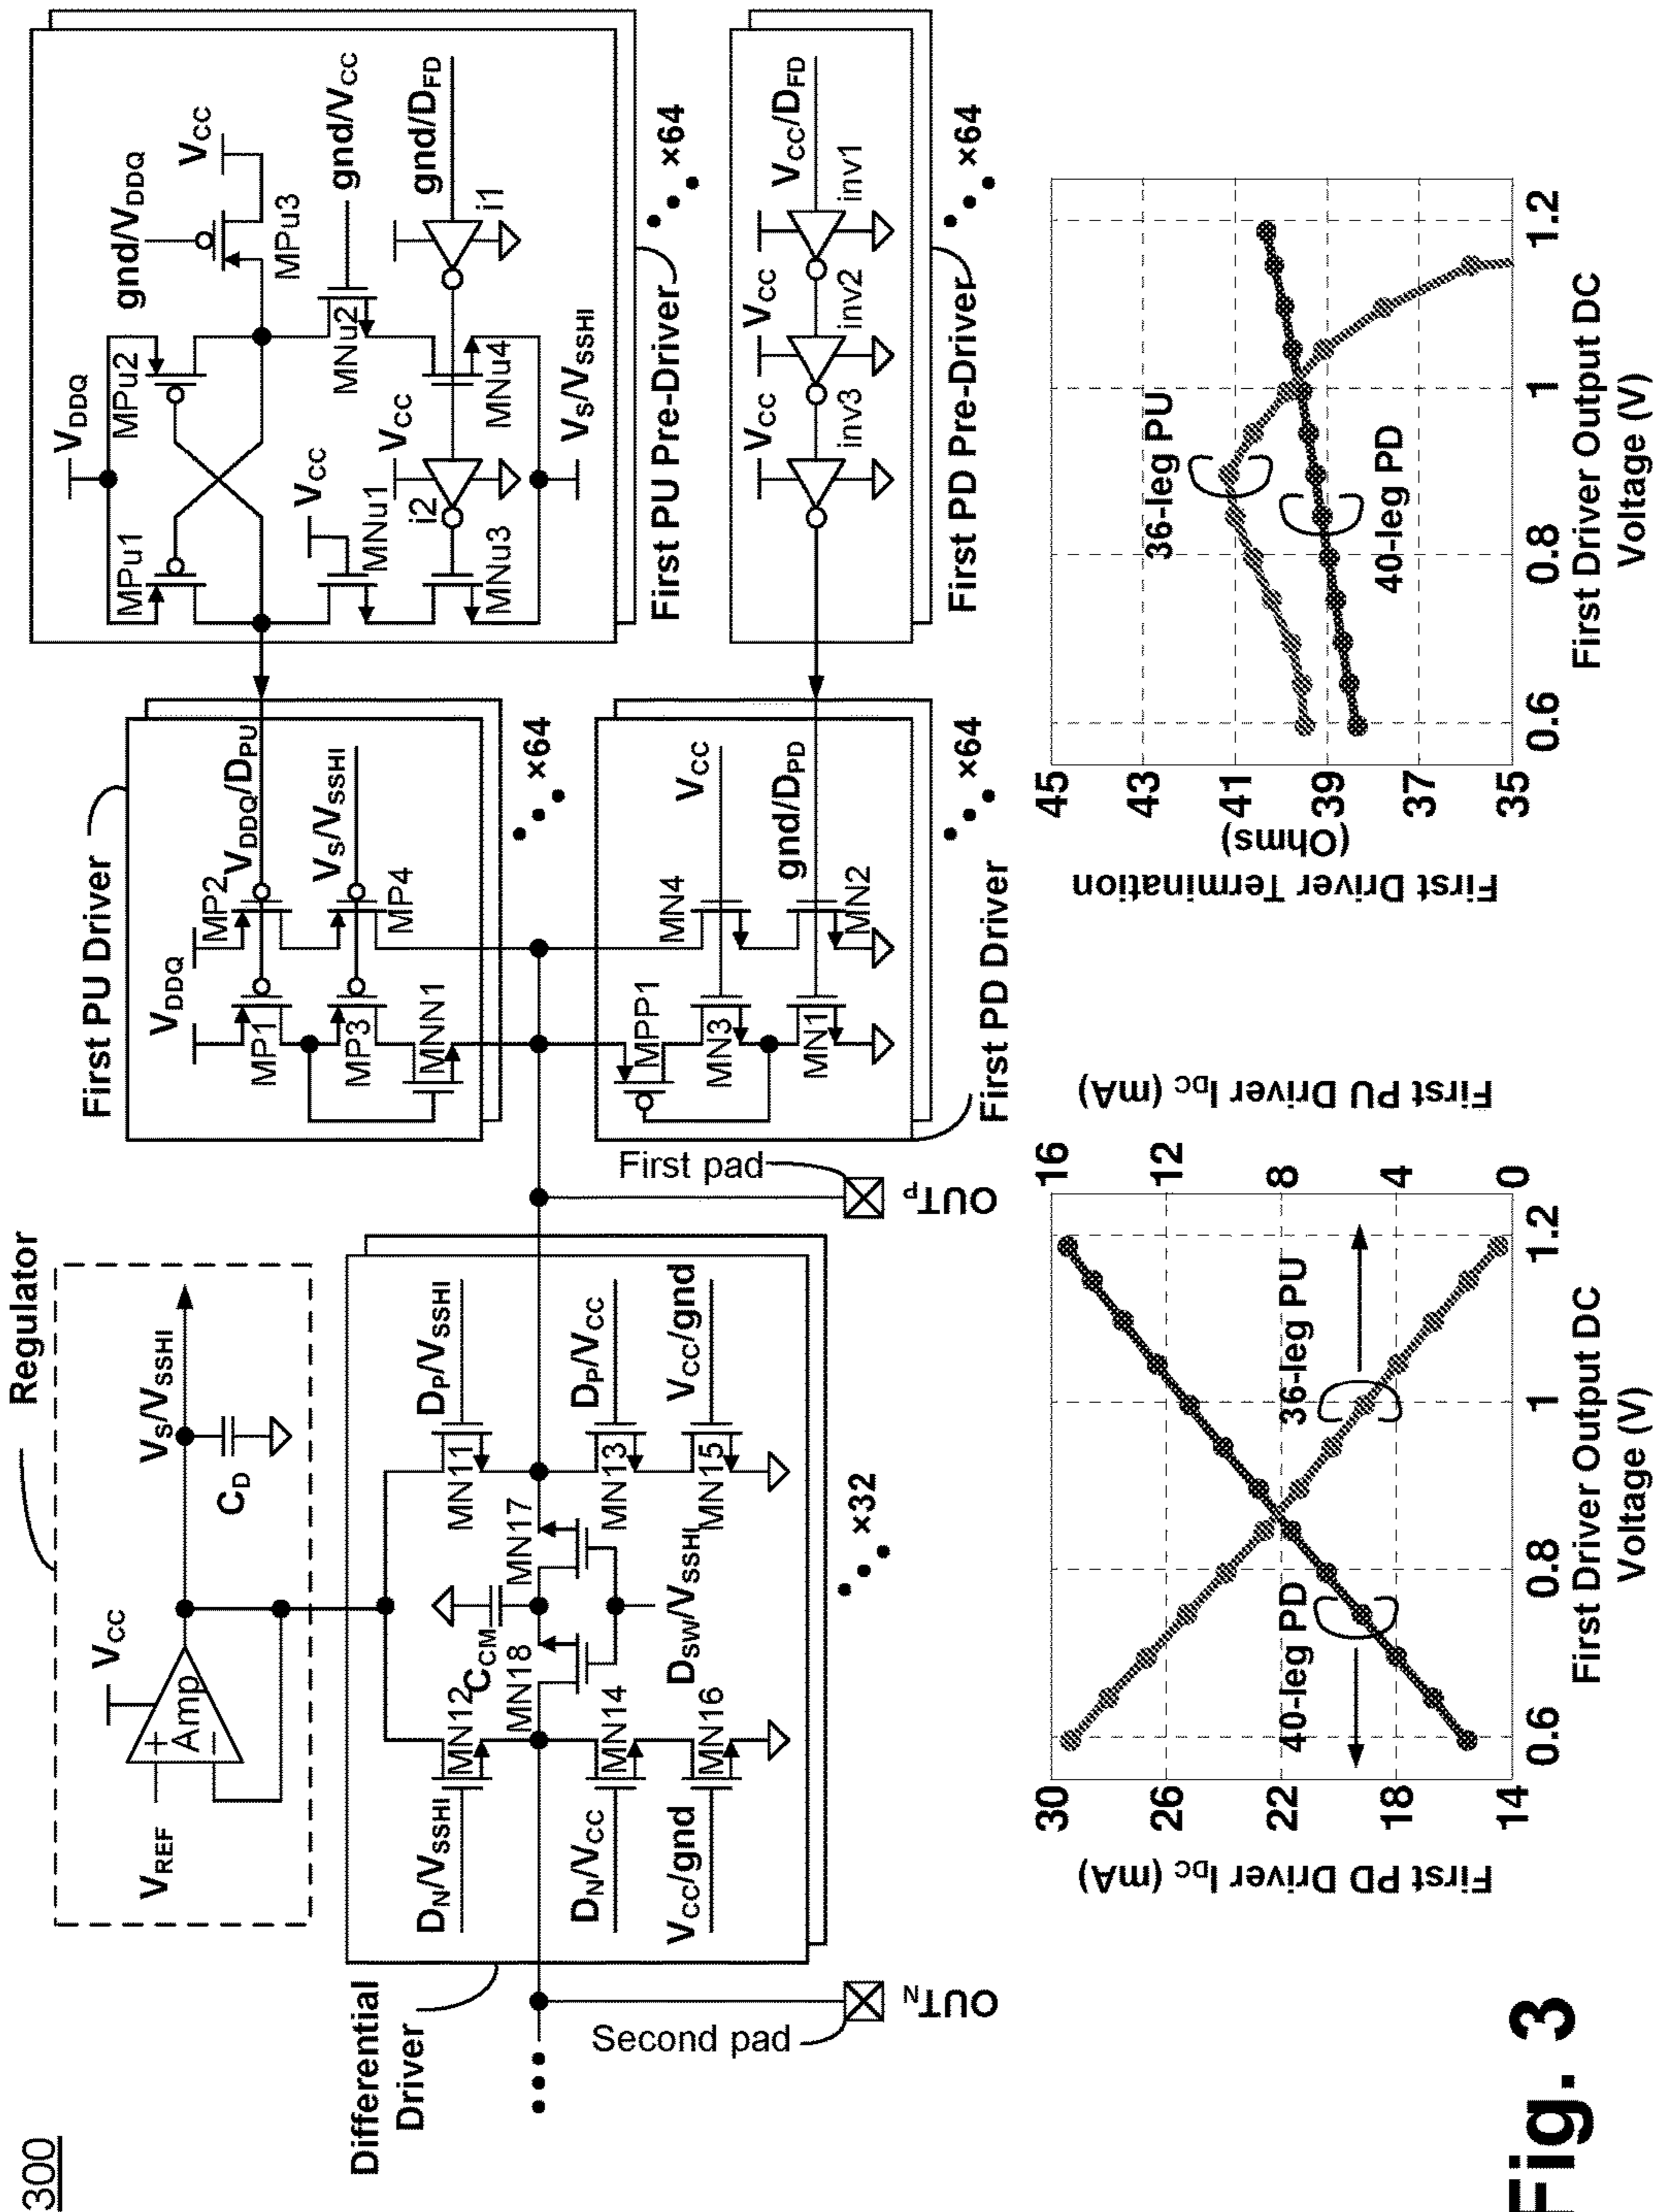 300
Regulator
V_CC
V_S/V_SSHI
V_REF
+
Amp
−
C_D
Differential
Driver
D_N/V_SSHI
MN12
D_P/V_SSHI
MN11
C_CM
MN18
MN17
D_N/V_CC
MN14
D_P/V_CC
MN13
V_CC/gnd
MN16
D_SW/V_SSHI
MN15
V_CC/gnd
×32
Second pad
OUT_N
First pad
OUT_P
First PU Driver
V_DDQ
MP2
V_DDQ/D_PU
MP1
V_S/V_SSHI
MP3
MP4
MNN1
×64
MPP1
MN4
V_CC
MN3
gnd/D_PD
MN1
MN2
×64
First PD Driver
V_DDQ
MPu1
MPu2
gnd/V_DDQ
V_CC
MPu3
V_CC
MNu1
MNu2
gnd/V_CC
V_CC
gnd/D_FD
i2
i1
MNu3
MNu4
V_S/V_SSHI
First PU Pre-Driver
×64
V_CC
V_CC
V_CC/D_FD
inv3
inv2
inv1
First PD Pre-Driver
×64
First PD Driver I_DC (mA)
30
26
22
18
14
40-leg PD
36-leg PU
16
12
8
4
0
First PU Driver I_DC (mA)
0.6
0.8
1
1.2
First Driver Output DC
Voltage (V)
First Driver Termination
(Ohms)
45
43
41
39
37
35
36-leg PU
40-leg PD
0.6
0.8
1
1.2
First Driver Output DC
Voltage (V)
Fig. 3